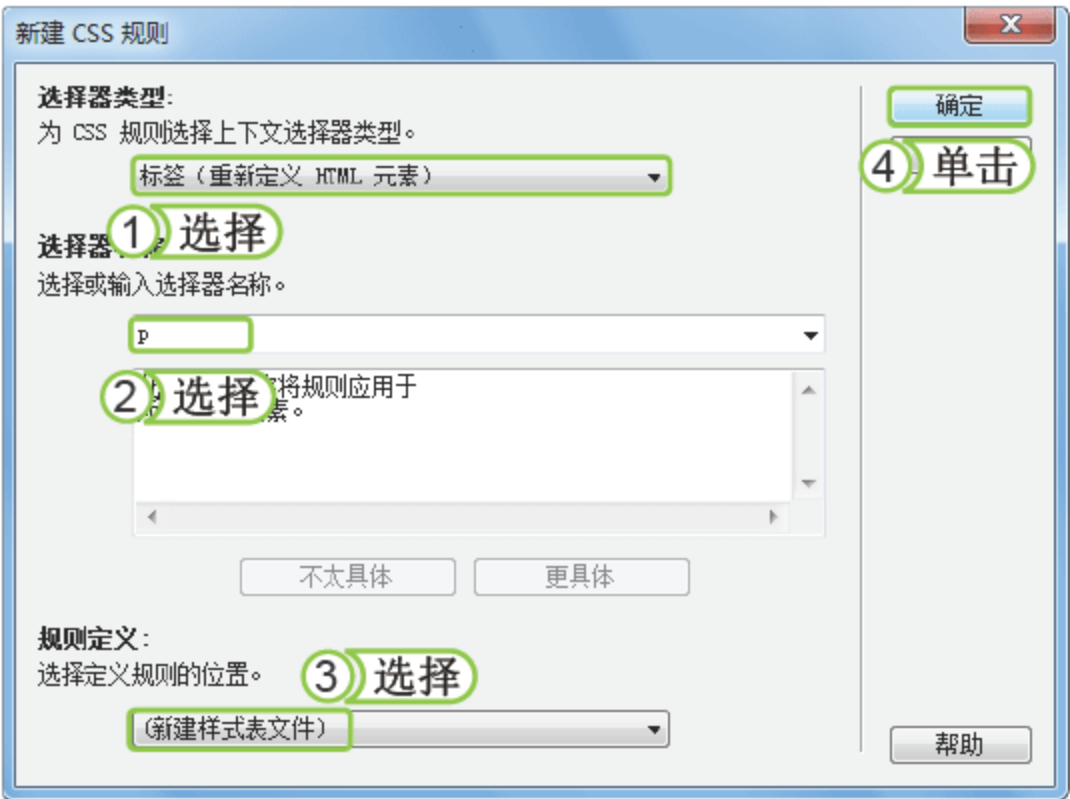 新建 CSS 规则
选择器类型:
为 CSS 规则选择上下文选择器类型。
标签（重新定义 HTML 元素）
① 选择
选择器
选择或输入选择器名称。
p
② 选择
将规则应用于
素。
不太具体
更具体
规则定义:
选择定义规则的位置。
③ 选择
（新建样式表文件）
确定
④ 单击
帮助